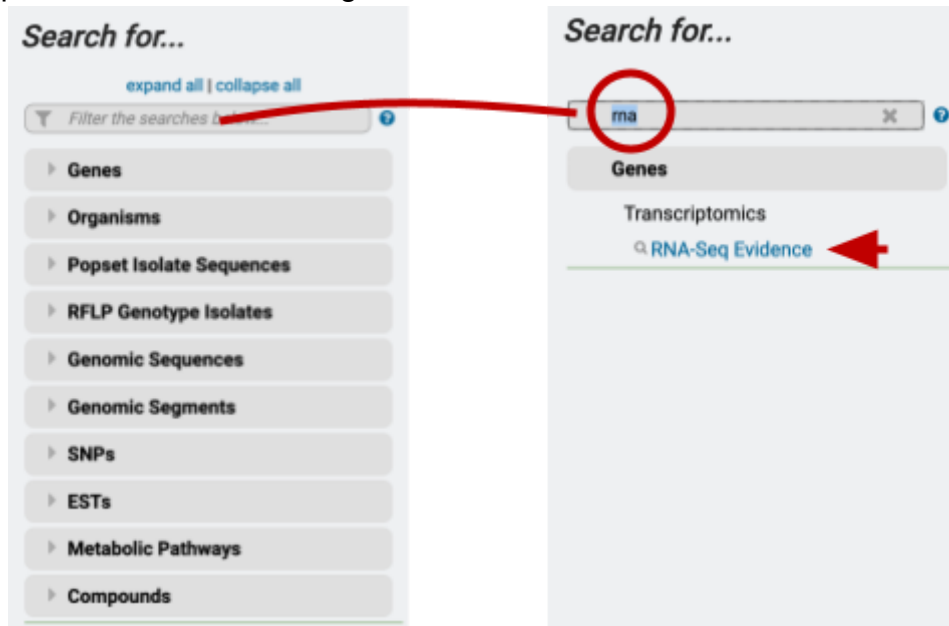 Search for...
expand all | collapse all
Filter the searches below...
Genes
Organisms
Popset Isolate Sequences
RFLP Genotype Isolates
Genomic Sequences
Genomic Segments
SNPs
ESTs
Metabolic Pathways
Compounds
Search for...
rna
Genes
Transcriptomics
RNA-Seq Evidence